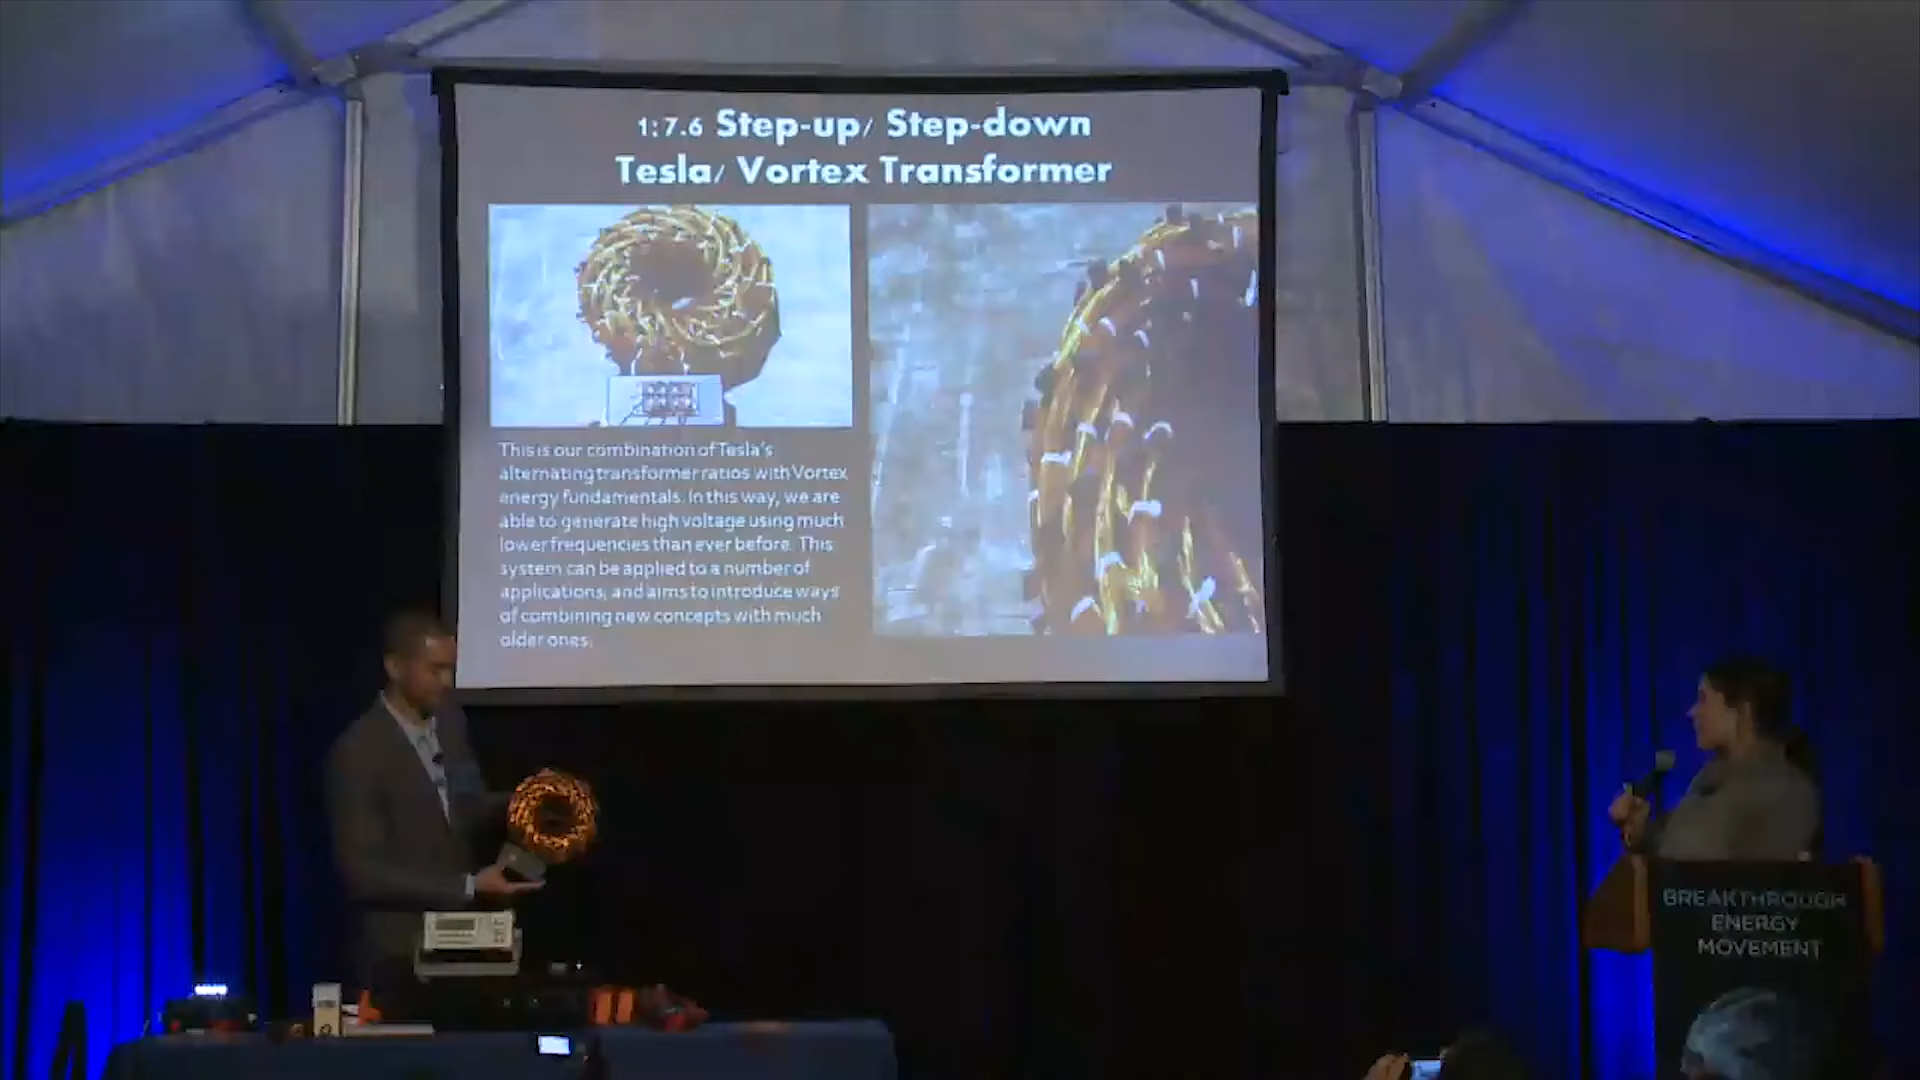 1:7.6 Step-up/ Step-down
Tesla/ Vortex Transformer
This is our combination of Tesla's
alternating transformer ratios with Vortex
energy fundamentals. In this way, we are
able to generate high voltage using much
lower frequencies than ever before. This
system can be applied to a number of
applications, and aims to introduce ways
of combining new concepts with much
older ones.
BREAKTHROUGH
ENERGY
MOVEMENT